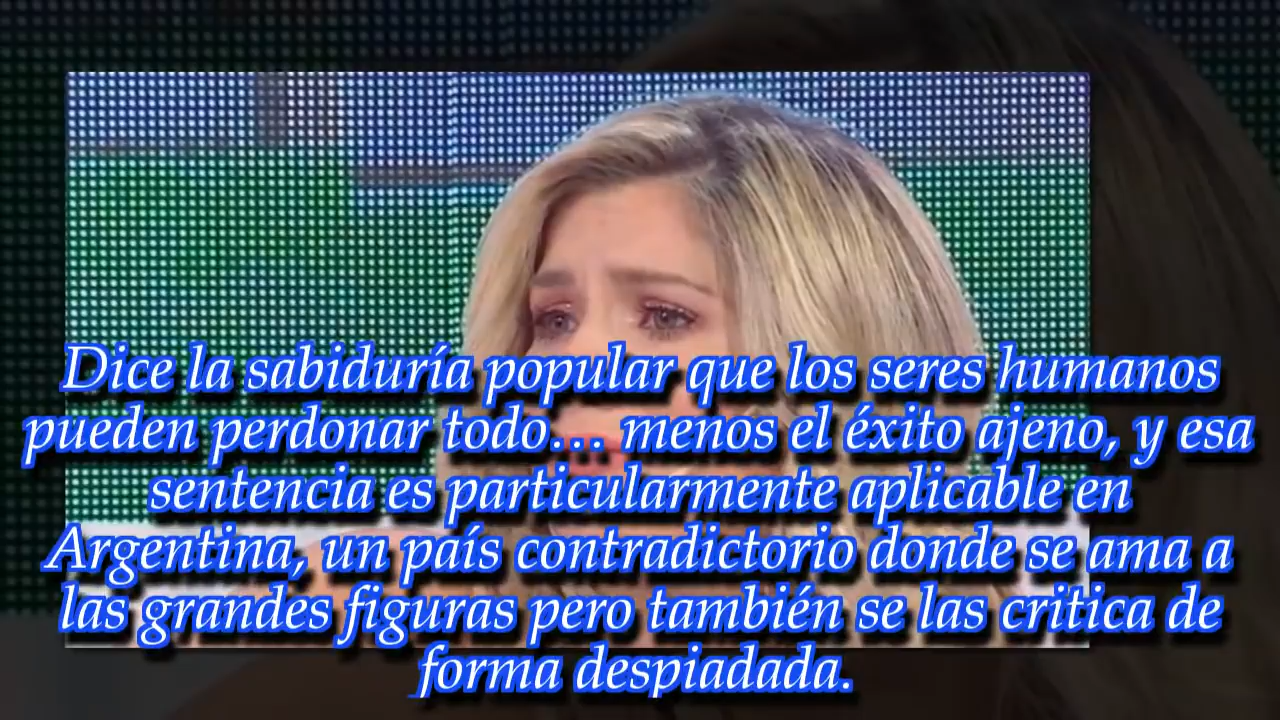 Dice la sabiduría popular que los seres humanos
pueden perdonar todo… menos el éxito ajeno, y esa
sentencia es particularmente aplicable en
Argentina, un país contradictorio donde se ama a
las grandes figuras pero también se las critica de
forma despiadada.